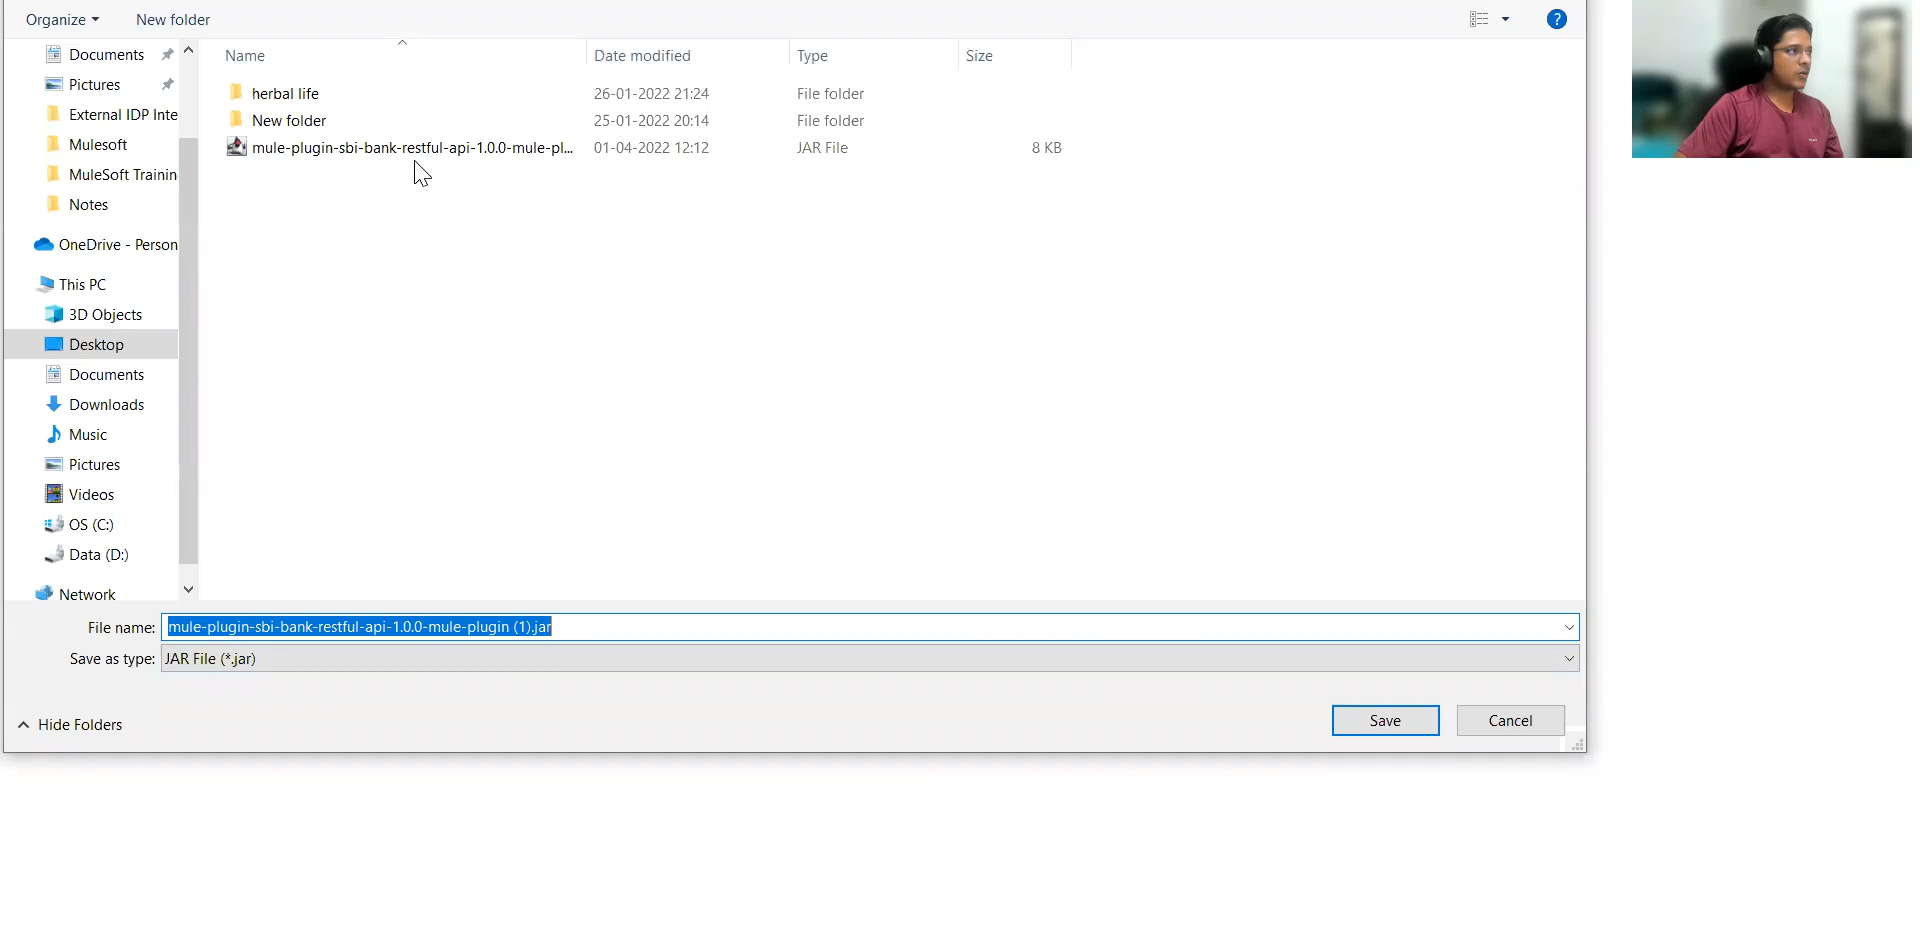 Organize New folder
Name Date modified Type Size
Documents
Pictures
External IDP Inte
Mulesoft
MuleSoft Trainin
Notes
OneDrive - Person
This PC
3D Objects
Desktop
Documents
Downloads
Music
Pictures
Videos
OS (C:)
Data (D:)
Network
herbal life 26-01-2022 21:24 File folder
New folder 25-01-2022 20:14 File folder
mule-plugin-sbi-bank-restful-api-1.0.0-mule-pl... 01-04-2022 12:12 JAR File 8 KB
File name: mule-plugin-sbi-bank-restful-api-1.0.0-mule-plugin (1).jar
Save as type: JAR File (*.jar)
Hide Folders Save Cancel